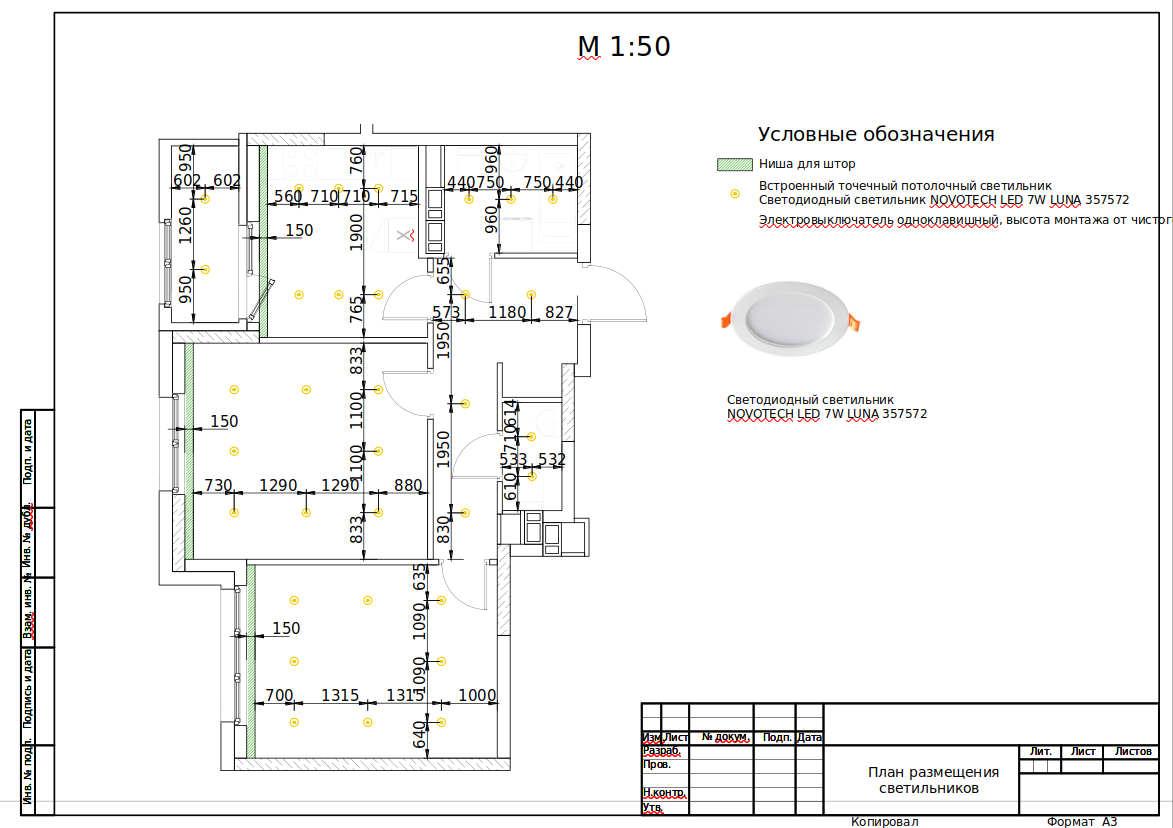 М 1:50
Условные обозначения
Ниша для штор
Встроенный точечный потолочный светильник
Светодиодный светильник NOVOTECH LED 7W LUNA 357572
Электровыключатель одноклавишный, высота монтажа от чистог
Светодиодный светильник
NOVOTECH LED 7W LUNA 357572
950
602 602
1260
950
760
560 710 710 715
150
1900
765
960
440 750 750 440
960
655
573 1180 827
1950
833
1100
150
1100
730 1290 1290 880
833
1950
830
614
710
533 532
610
635
1090
150
1090
700 1315 1315 1000
640
Подп. и дата
Инв. № дубл.
Взам. инв. №
Подпись и дата
Инв. № подл.
Изм. Лист № докум. Подп. Дата
Разраб.
Пров.
Н.контр.
Утв.
План размещения
светильников
Лит. Лист Листов
Копировал Формат А3